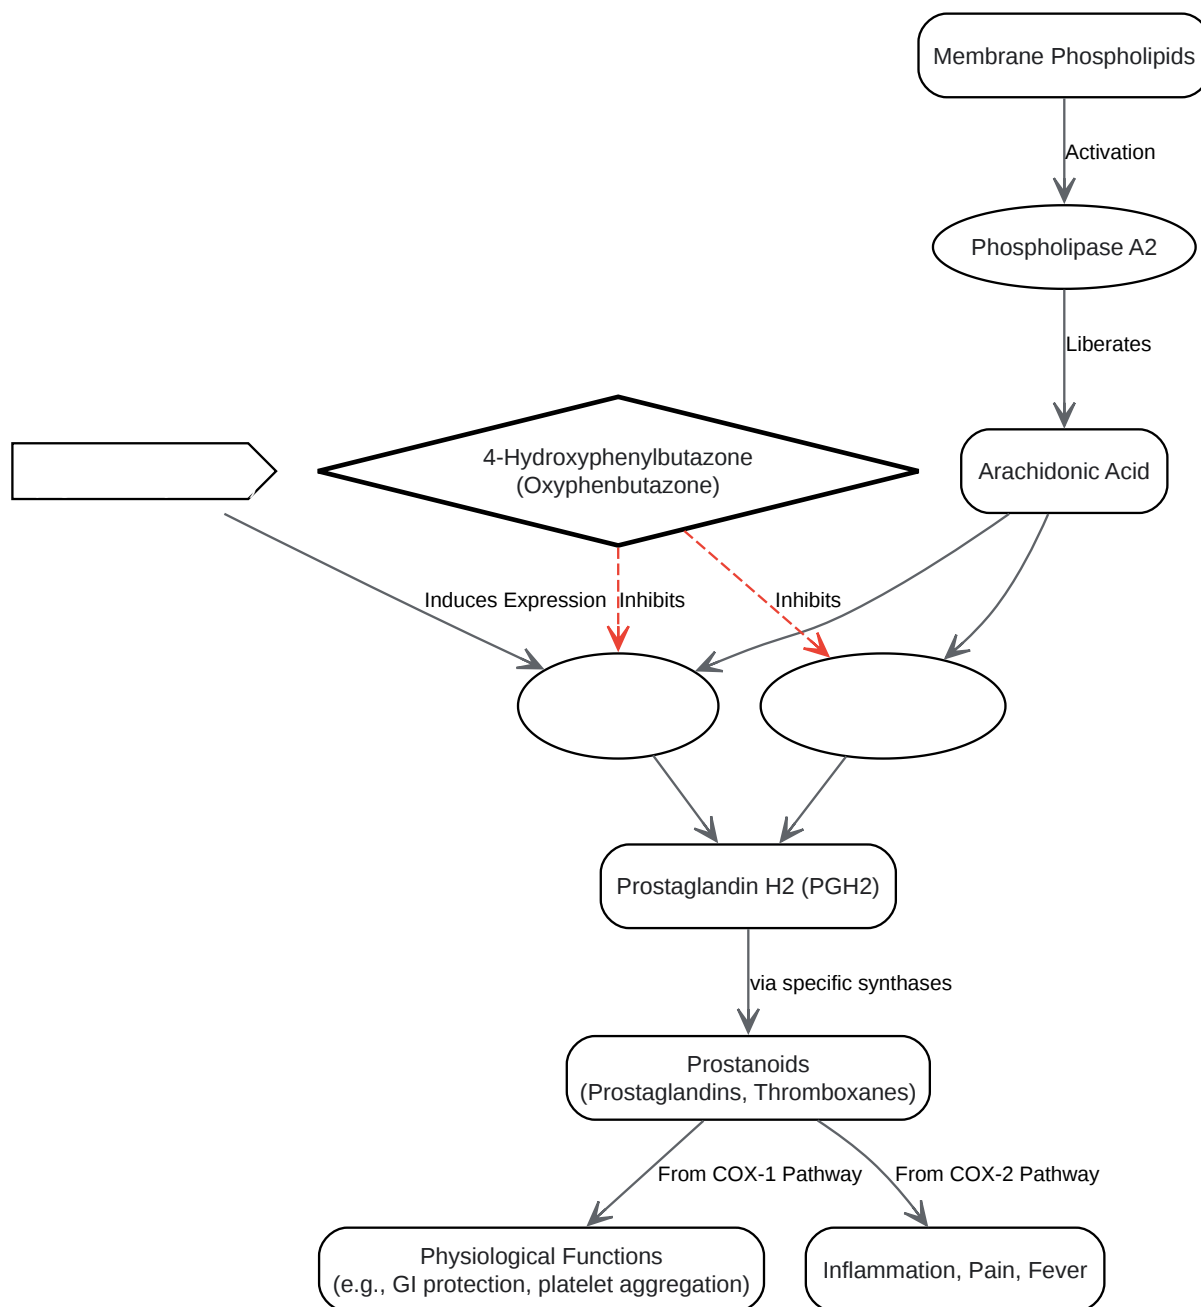 Membrane Phospholipids
Activation
Phospholipase A2
Liberates
4-Hydroxyphenylbutazone
(Oxyphenbutazone)
Arachidonic Acid
Induces Expression
Inhibits
Inhibits
Prostaglandin H2 (PGH2)
via specific synthases
Prostanoids
(Prostaglandins, Thromboxanes)
From COX-1 Pathway
From COX-2 Pathway
Physiological Functions
(e.g., GI protection, platelet aggregation)
Inflammation, Pain, Fever